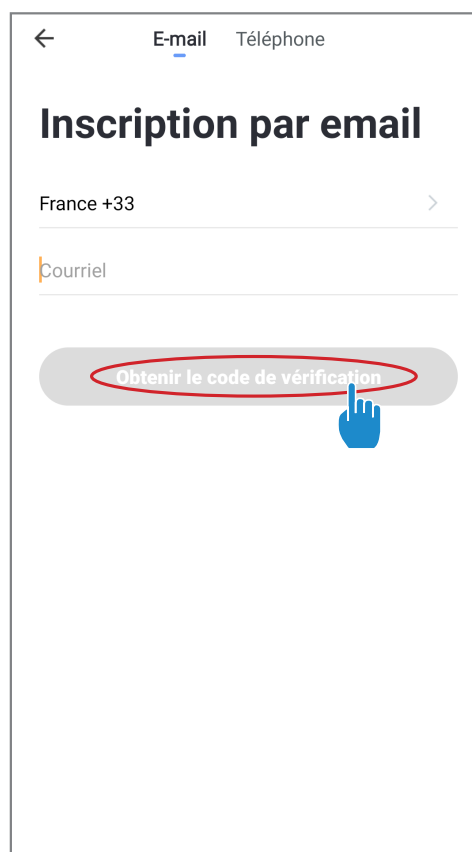 E-mail Téléphone
Inscription par email
France +33
Courriel
Obtenir le code de vérification